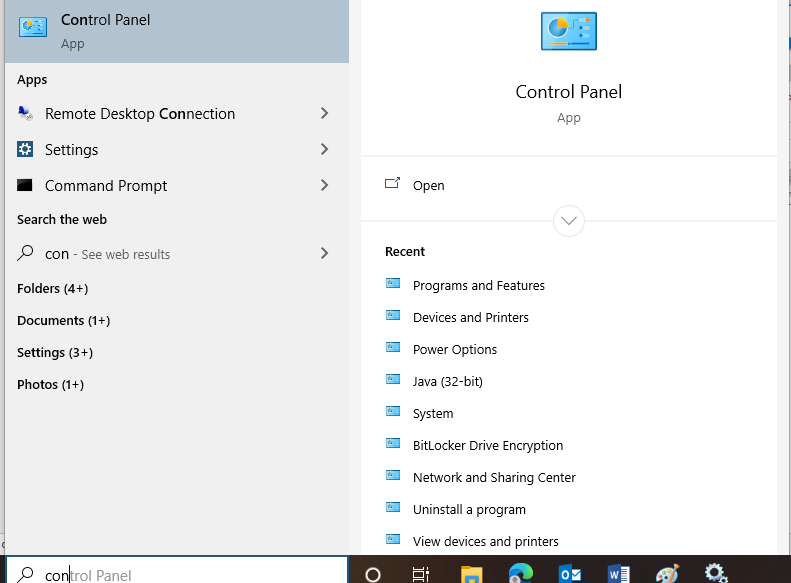 Control Panel
App
Apps
Remote Desktop Connection
Settings
Command Prompt
Search the web
con - See web results
Folders (4+)
Documents (1+)
Settings (3+)
Photos (1+)
control Panel
Control Panel
App
Open
Recent
Programs and Features
Devices and Printers
Power Options
Java (32-bit)
System
BitLocker Drive Encryption
Network and Sharing Center
Uninstall a program
View devices and printers